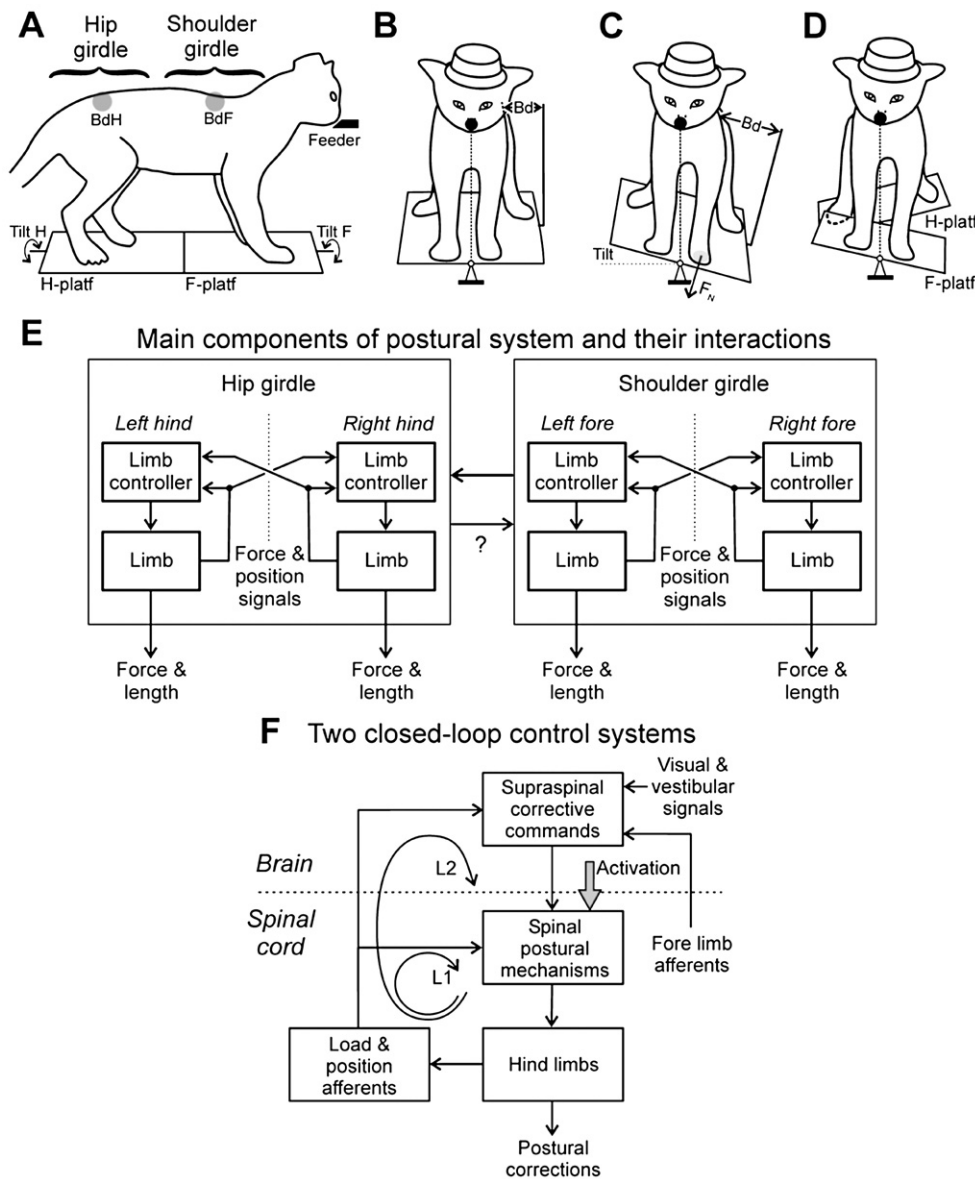 A
Hip
girdle
Shoulder
girdle
BdH
BdF
Feeder
Tilt H
Tilt F
H-platf
F-platf
B
Bd
C
Bd
Tilt
F_N
D
H-platf
F-platf
E
Main components of postural system and their interactions
Hip girdle
Left hind
Right hind
Limb
controller
Limb
controller
Limb
Force &
position
signals
Limb
Force &
length
Force &
length
?
Shoulder girdle
Left fore
Right fore
Limb
controller
Limb
controller
Limb
Force &
position
signals
Limb
Force &
length
Force &
length
F
Two closed-loop control systems
Supraspinal
corrective
commands
Visual &
vestibular
signals
Brain
L2
Activation
Spinal
cord
L1
Spinal
postural
mechanisms
Fore limb
afferents
Load &
position
afferents
Hind limbs
Postural
corrections